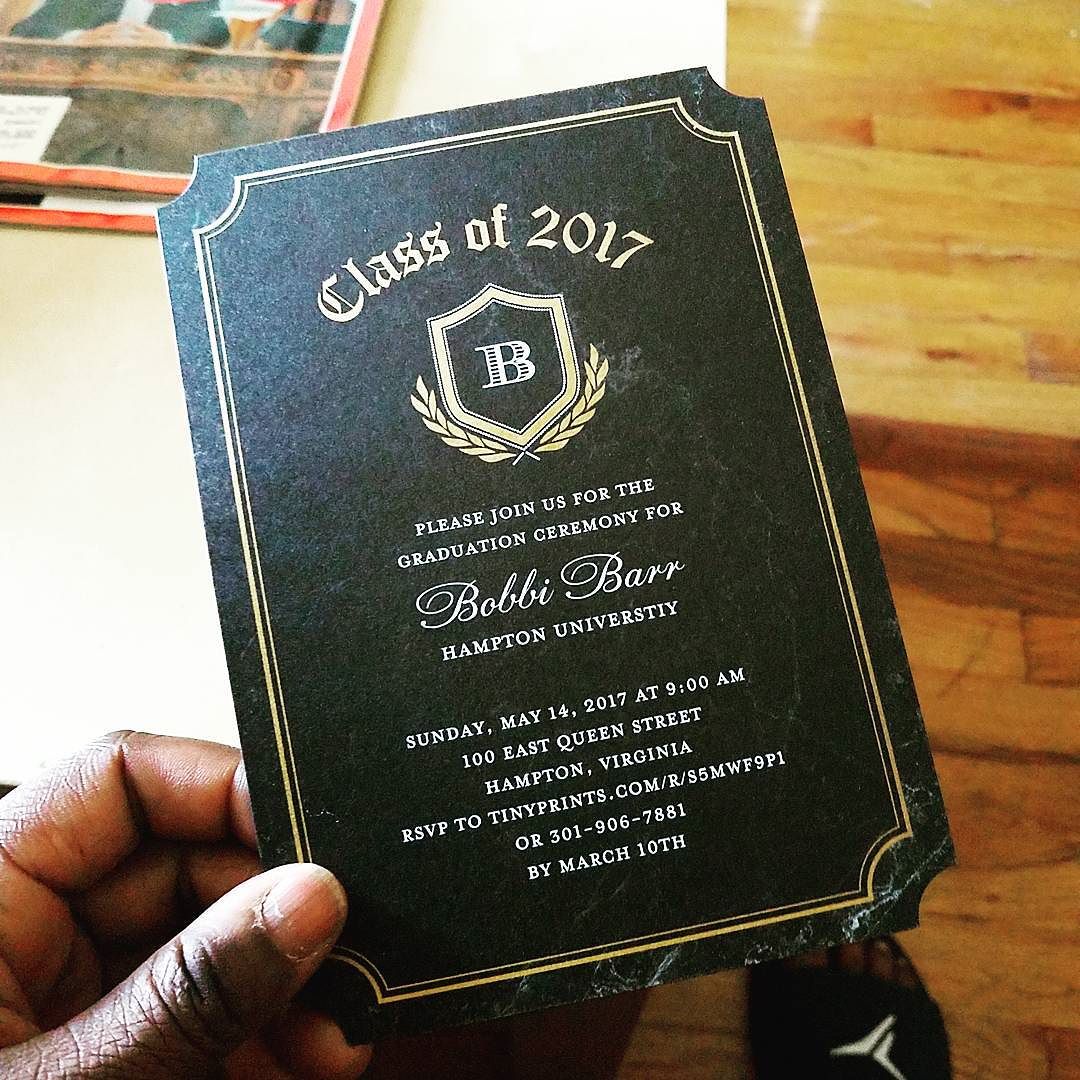 Class of 2017
B
PLEASE JOIN US FOR THE
GRADUATION CEREMONY FOR
Bobbi Barr
HAMPTON UNIVERSTIY
SUNDAY, MAY 14, 2017 AT 9:00 AM
100 EAST QUEEN STREET
HAMPTON, VIRGINIA
RSVP TO TINYPRINTS.COM/R/S5MWF9P1
OR 301-906-7881
BY MARCH 10TH